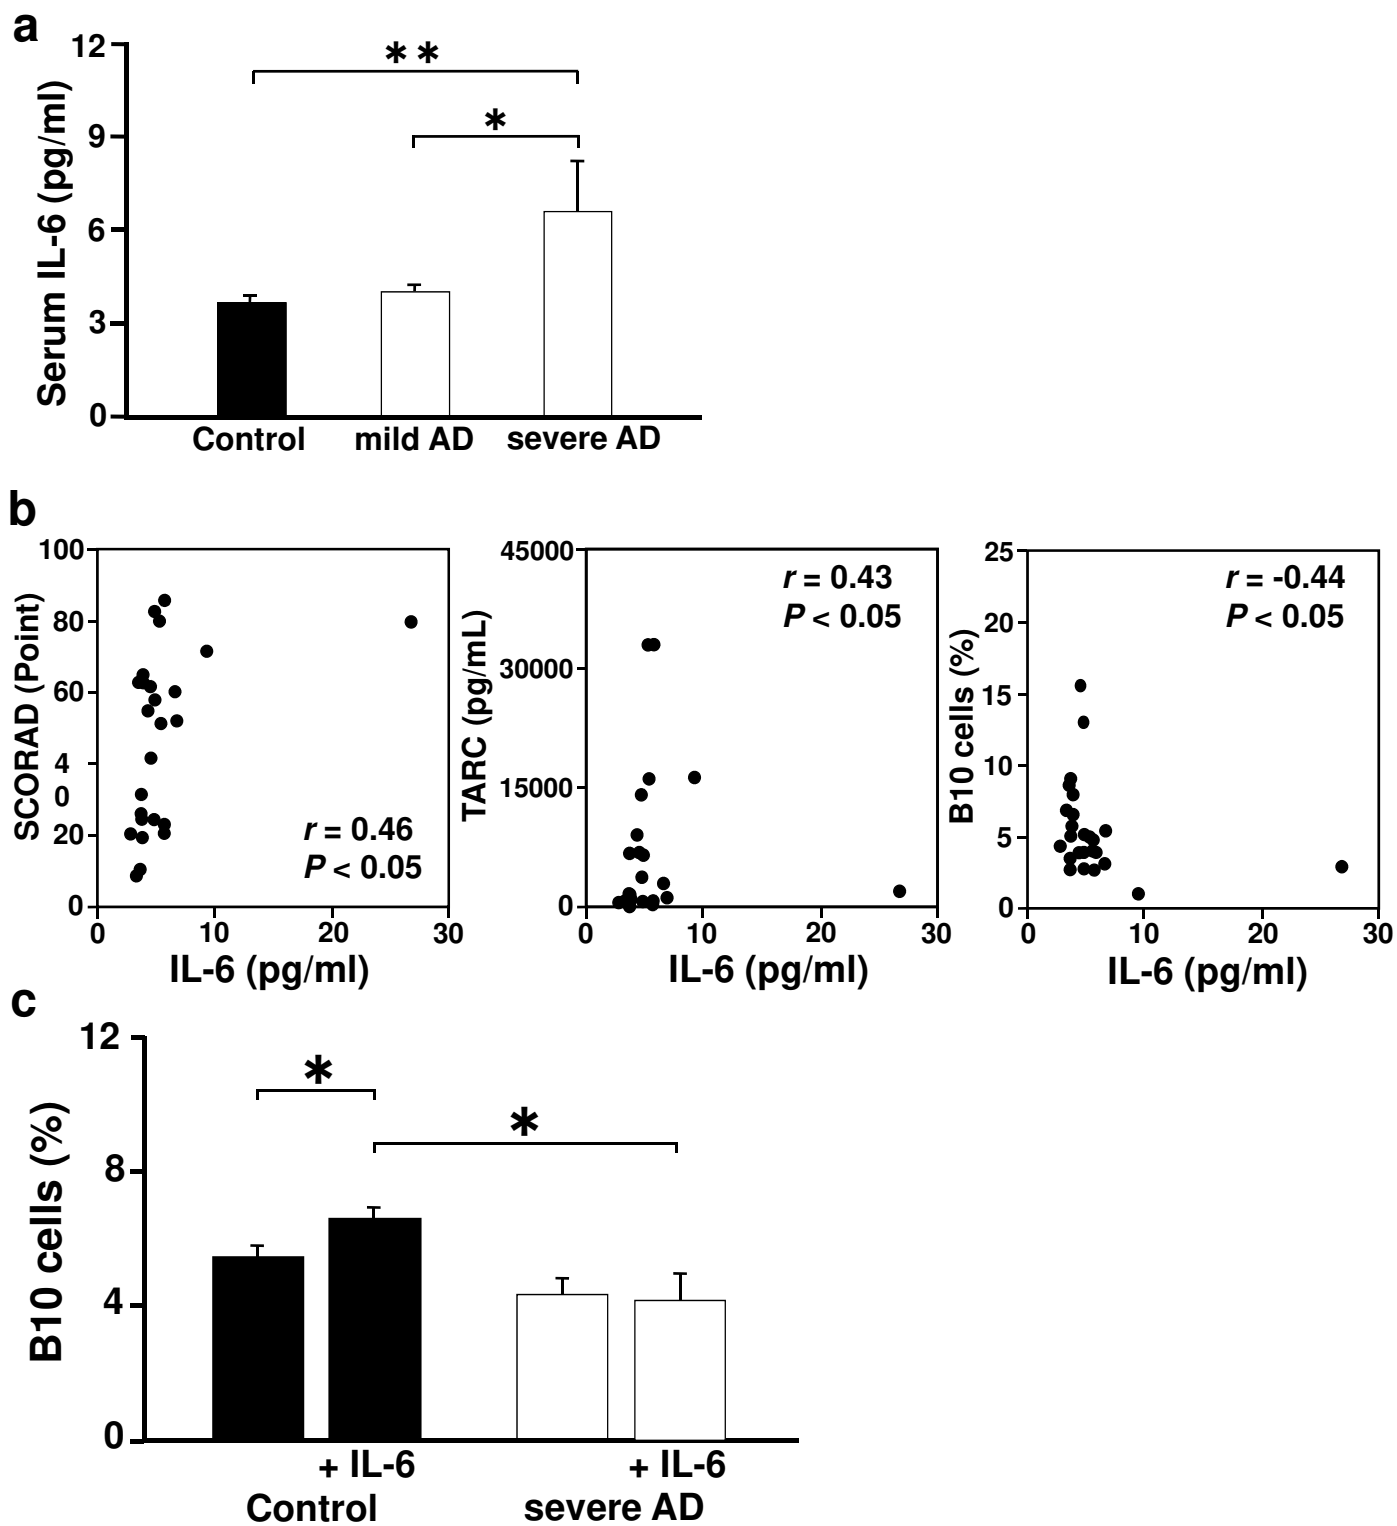 a
Serum IL-6 (pg/ml)
12
9
6
3
0
**
*
Control
mild AD
severe AD
b
SCORAD (Point)
100
80
60
4
0
20
0
r = 0.46
P < 0.05
0
10
20
30
IL-6 (pg/ml)
TARC (pg/mL)
45000
30000
15000
0
r = 0.43
P < 0.05
0
10
20
30
IL-6 (pg/ml)
B10 cells (%)
25
20
15
10
5
0
r = -0.44
P < 0.05
0
10
20
30
IL-6 (pg/ml)
c
B10 cells (%)
12
8
4
0
*
*
+ IL-6
+ IL-6
Control
severe AD